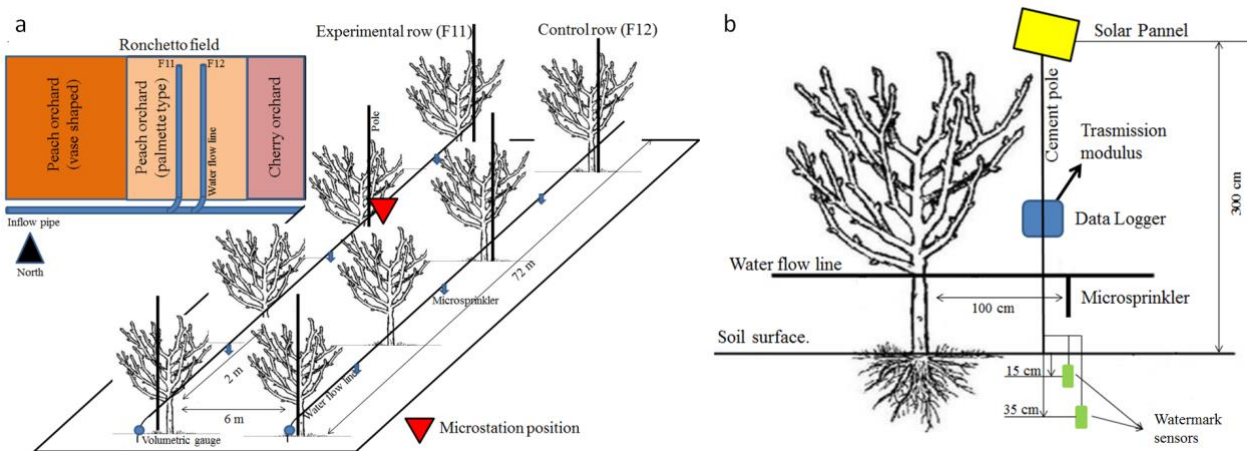 a
Ronchetto field
Peach orchard
(vase shaped)
F11
F12
Peach orchard
(palmette type)
Water flow line
Cherry orchard
Inflow pipe
North
Experimental row (F11)
Control row (F12)
Pole
72 m
Microsprinkler
2 m
6 m
Water flow line
Volumetric gauge
Microstation position
b
Solar Pannel
Cement pole
Trasmission
modulus
300 cm
Data Logger
Water flow line
Microsprinkler
100 cm
Soil surface.
15 cm
35 cm
Watermark
sensors